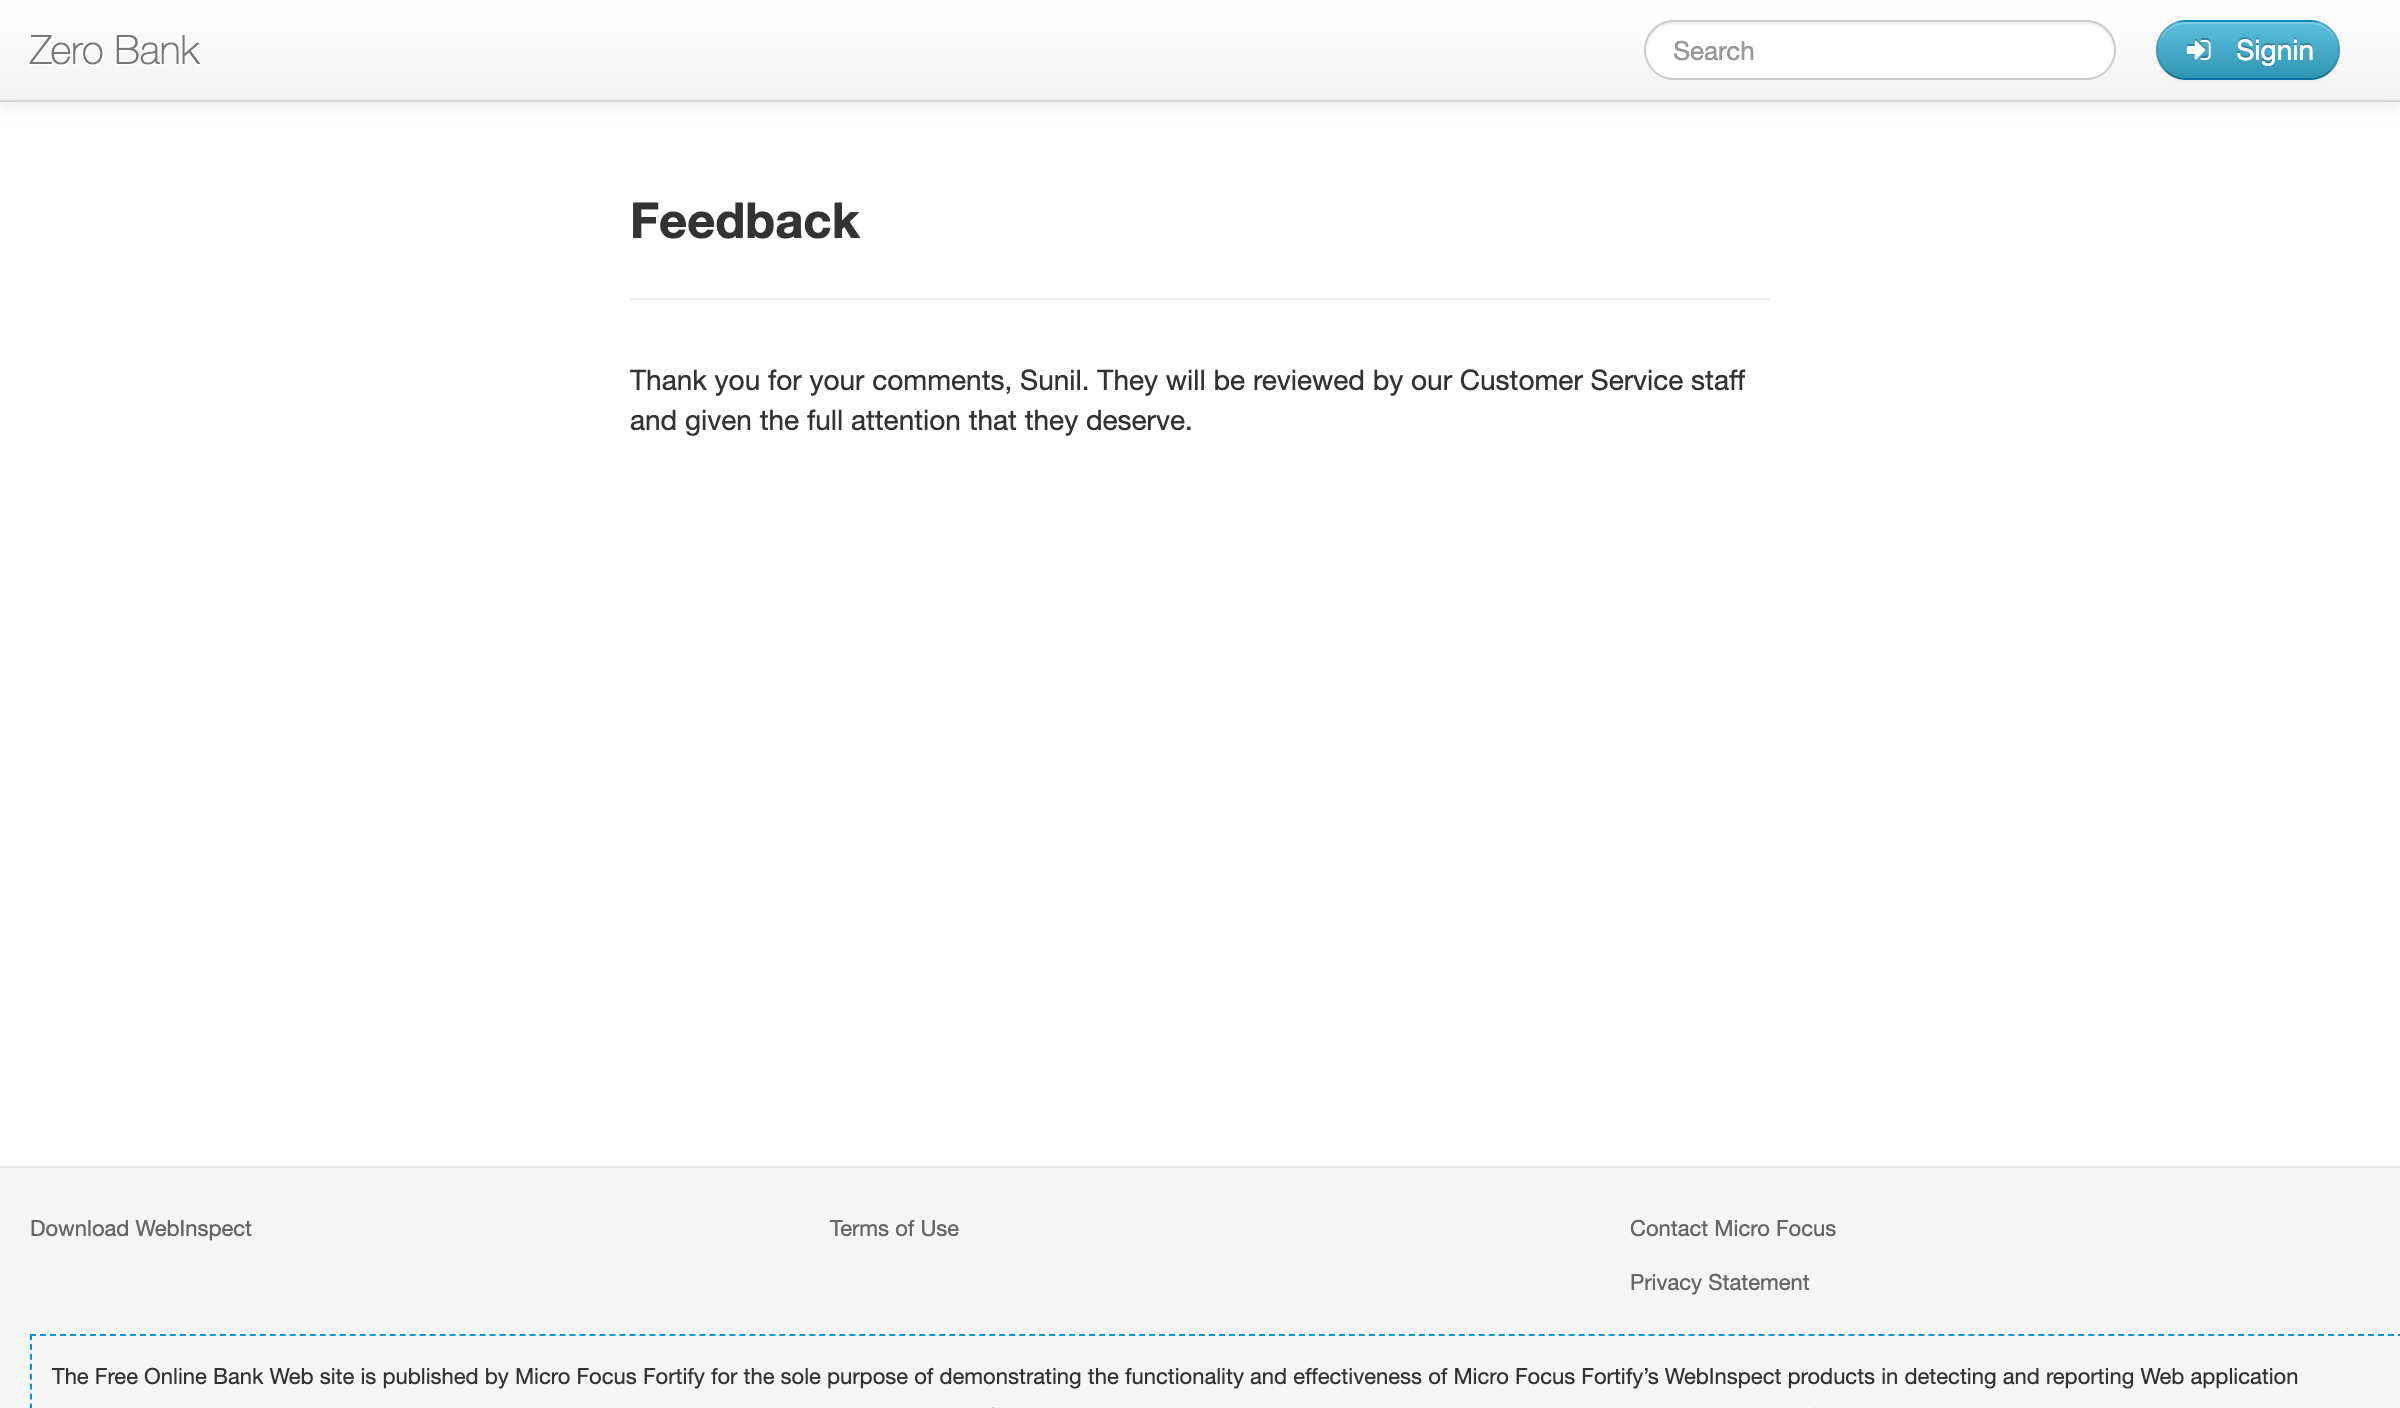 Zero Bank
Search
Signin
Feedback
Thank you for your comments, Sunil. They will be reviewed by our Customer Service staff
and given the full attention that they deserve.
Download WebInspect
Terms of Use
Contact Micro Focus
Privacy Statement
The Free Online Bank Web site is published by Micro Focus Fortify for the sole purpose of demonstrating the functionality and effectiveness of Micro Focus Fortify’s WebInspect products in detecting and reporting Web application